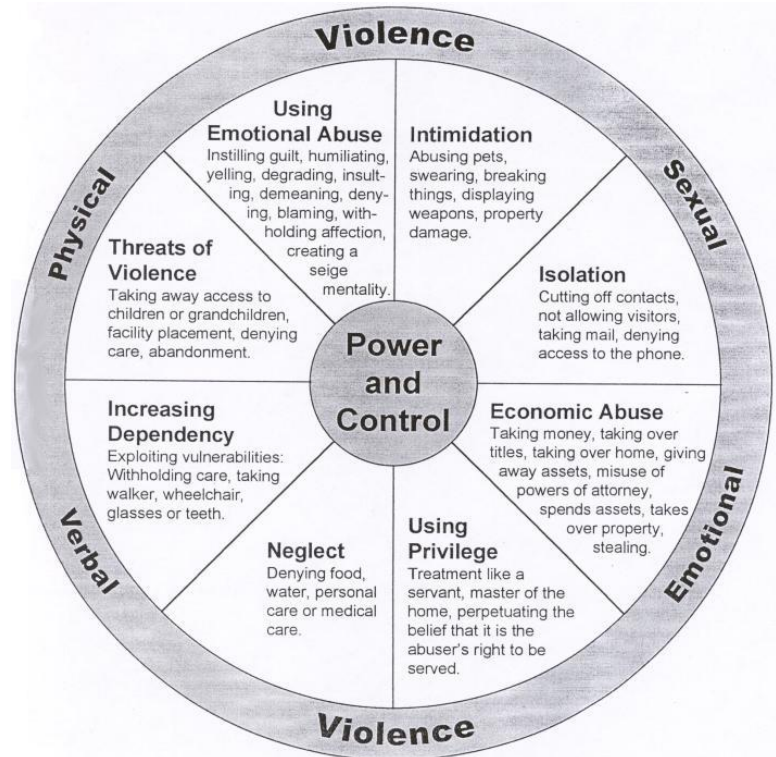 Violence
Using
Emotional Abuse
Instilling guilt, humiliating,
yelling, degrading, insult-
ing, demeaning, deny-
ing, blaming, with-
holding affection,
creating a
seige
mentality.
Intimidation
Abusing pets,
swearing, breaking
things, displaying
weapons, property
damage.
Physical
Sexual
Threats of
Violence
Taking away access to
children or grandchildren,
facility placement, denying
care, abandonment.
Isolation
Cutting off contacts,
not allowing visitors,
taking mail, denying
access to the phone.
Power
and
Control
Increasing
Dependency
Exploiting vulnerabilities:
Withholding care, taking
walker, wheelchair,
glasses or teeth.
Economic Abuse
Taking money, taking over
titles, taking over home, giving
away assets, misuse of
powers of attorney,
spends assets, takes
over property,
stealing.
Verbal
Emotional
Neglect
Denying food,
water, personal
care or medical
care.
Using
Privilege
Treatment like a
servant, master of the
home, perpetuating the
belief that it is the
abuser's right to be
served.
Violence